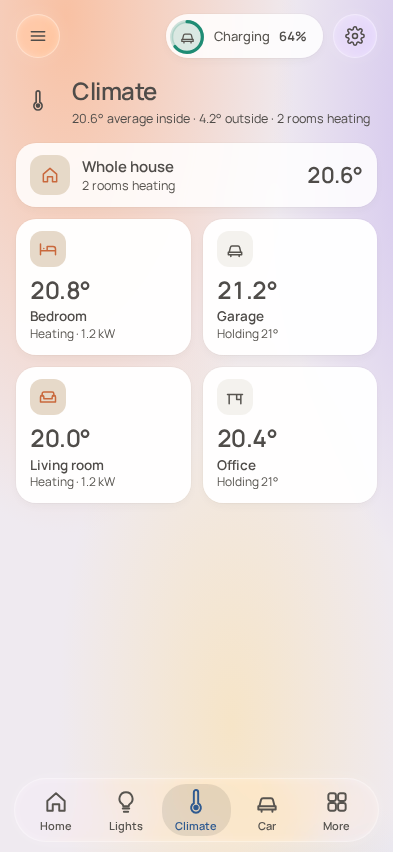 Charging 64%
Climate
20.6° average inside · 4.2° outside · 2 rooms heating
Whole house
2 rooms heating
20.6°
20.8°
Bedroom
Heating · 1.2 kW
21.2°
Garage
Holding 21°
20.0°
Living room
Heating · 1.2 kW
20.4°
Office
Holding 21°
Home Lights Climate Car More